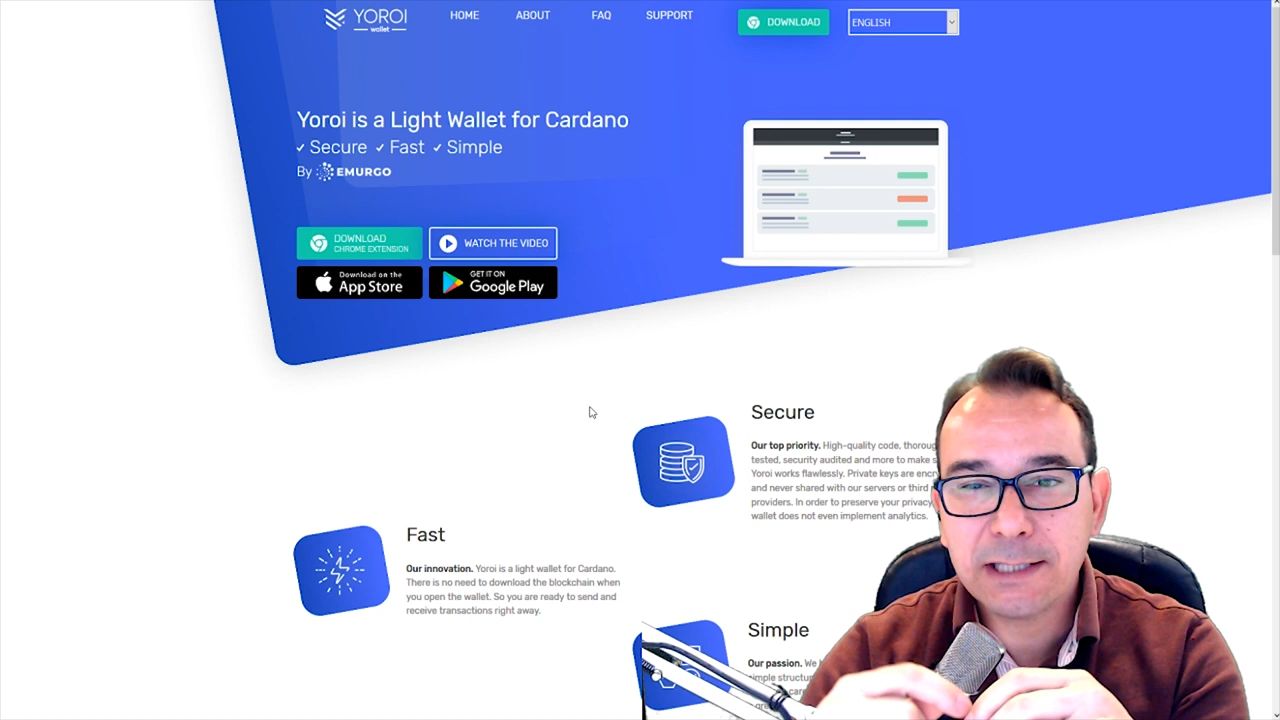 YOROI
wallet
HOME
ABOUT
FAQ
SUPPORT
DOWNLOAD
ENGLISH
Yoroi is a Light Wallet for Cardano
✓ Secure ✓ Fast ✓ Simple
By EMURGO
DOWNLOAD
CHROME EXTENSION
WATCH THE VIDEO
Download on the
App Store
GET IT ON
Google Play
Secure
Our top priority. High-quality code,
tested, security audited and more to make
Yoroi works flawlessly. Private keys are
and never shared with our servers or third
providers. In order to preserve your privacy
wallet does not even implement analytics.
Fast
Our innovation. Yoroi is a light wallet for Cardano.
There is no need to download the blockchain when
you open the wallet. So you are ready to send and
receive transactions right away.
Simple
Our passion.
simple